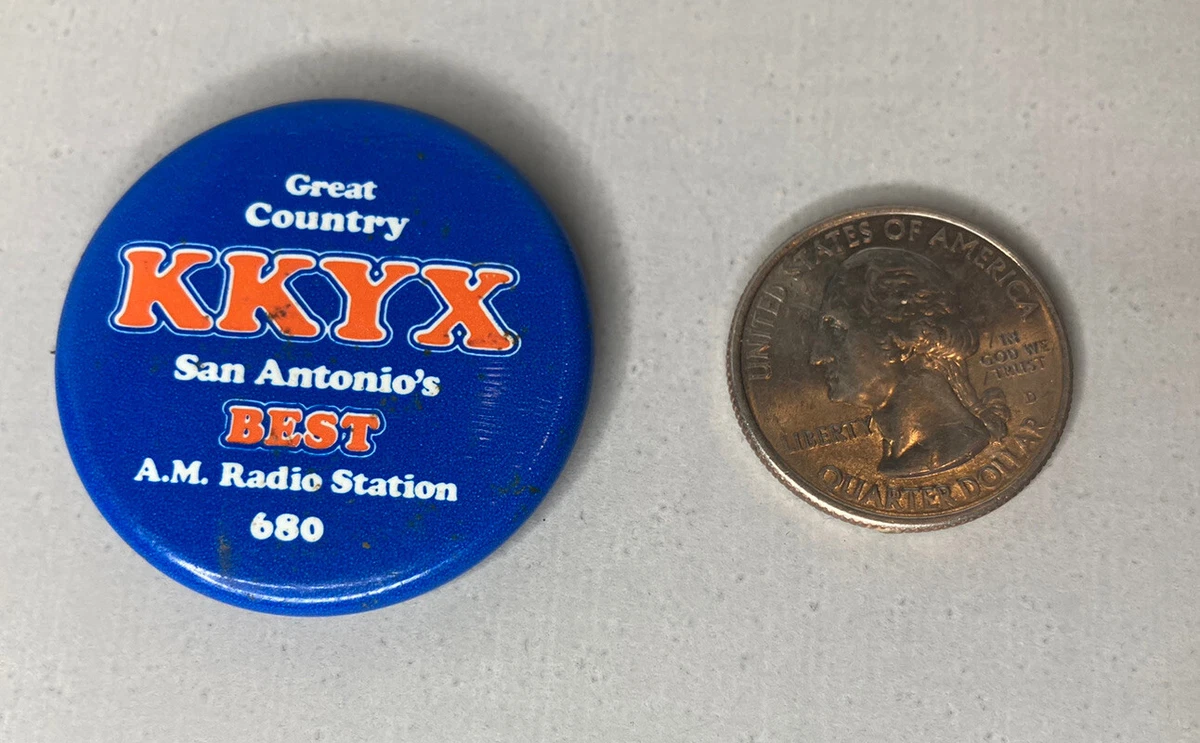 Great
Country
KKYX
San Antonio's
BEST
A.M. Radio Station
680
UNITED STATES OF AMERICA
IN
GOD WE
TRUST
D
LIBERTY
QUARTER DOLLAR